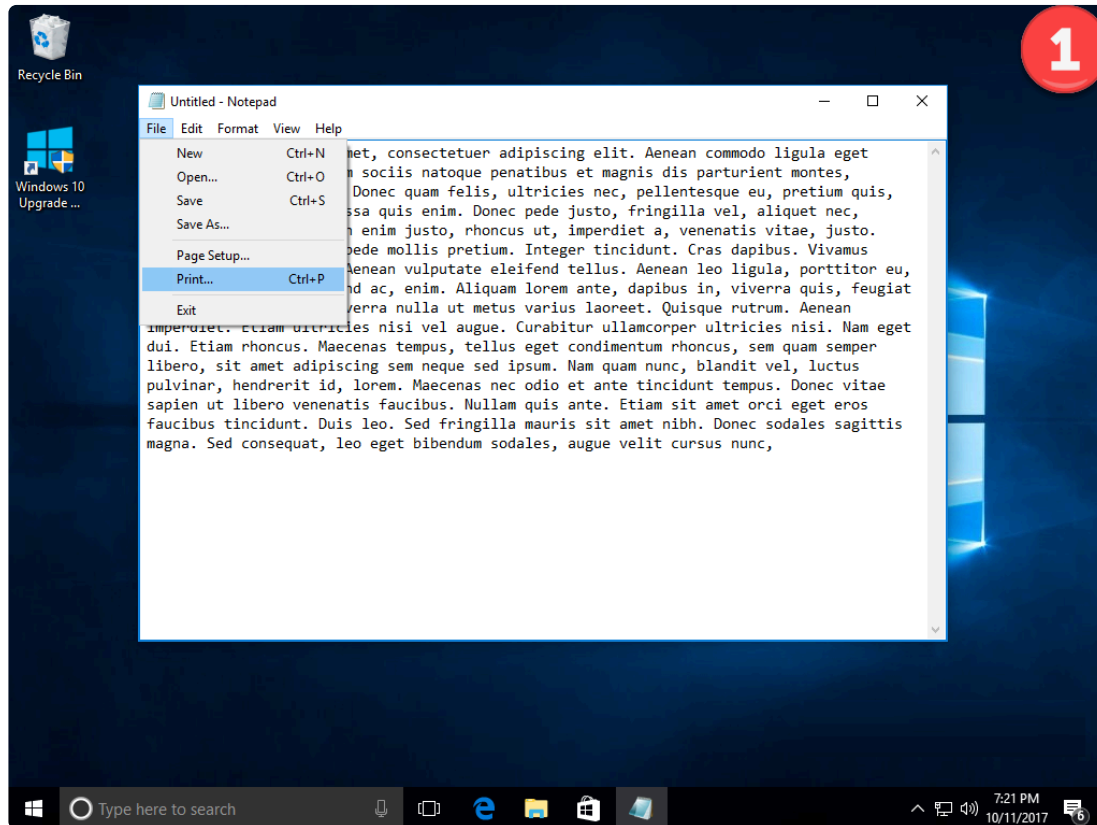 1
Recycle Bin
Windows 10
Upgrade ...
Untitled - Notepad
File Edit Format View Help
New Ctrl+N
Open... Ctrl+O
Save Ctrl+S
Save As...
Page Setup...
Print... Ctrl+P
Exit
met, consectetuer adipiscing elit. Aenean commodo ligula eget
sociis natoque penatibus et magnis dis parturient montes,
Donec quam felis, ultricies nec, pellentesque eu, pretium quis,
ssa quis enim. Donec pede justo, fringilla vel, aliquet nec,
enim justo, rhoncus ut, imperdiet a, venenatis vitae, justo.
pede mollis pretium. Integer tincidunt. Cras dapibus. Vivamus
Aenean vulputate eleifend tellus. Aenean leo ligula, porttitor eu,
nd ac, enim. Aliquam lorem ante, dapibus in, viverra quis, feugiat
verra nulla ut metus varius laoreet. Quisque rutrum. Aenean
imperdiet. Etiam ultricies nisi vel augue. Curabitur ullamcorper ultricies nisi. Nam eget
dui. Etiam rhoncus. Maecenas tempus, tellus eget condimentum rhoncus, sem quam semper
libero, sit amet adipiscing sem neque sed ipsum. Nam quam nunc, blandit vel, luctus
pulvinar, hendrerit id, lorem. Maecenas nec odio et ante tincidunt tempus. Donec vitae
sapien ut libero venenatis faucibus. Nullam quis ante. Etiam sit amet orci eget eros
faucibus tincidunt. Duis leo. Sed fringilla mauris sit amet nibh. Donec sodales sagittis
magna. Sed consequat, leo eget bibendum sodales, augue velit cursus nunc,
Type here to search
7:21 PM
10/11/2017
6